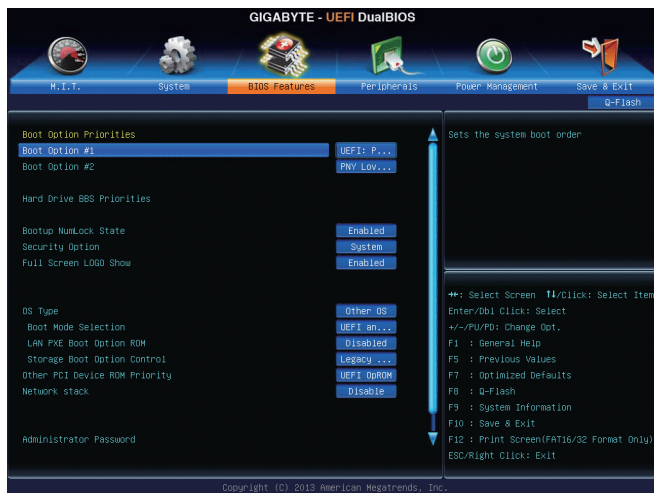 GIGABYTE - UEFI DualBIOS
M.I.T.
System
BIOS Features
Peripherals
Power Management
Save & Exit
Q-Flash
Boot Option Priorities
Boot Option #1 UEFI: P...
Boot Option #2 PNY Lov...
Hard Drive BBS Priorities
Bootup NumLock State Enabled
Security Option System
Full Screen LOGO Show Enabled
OS Type Other OS
Boot Mode Selection UEFI an...
LAN PXE Boot Option ROM Disabled
Storage Boot Option Control Legacy ...
Other PCI Device ROM Priority UEFI OpROM
Network stack Disable
Administrator Password
Sets the system boot order
→←: Select Screen ↑↓/Click: Select Item
Enter/Dbl Click: Select
+/-/PU/PD: Change Opt.
F1 : General Help
F5 : Previous Values
F7 : Optimized Defaults
F8 : Q-Flash
F9 : System Information
F10 : Save & Exit
F12 : Print Screen(FAT16/32 Format Only)
ESC/Right Click: Exit
Copyright (C) 2013 American Megatrends, Inc.